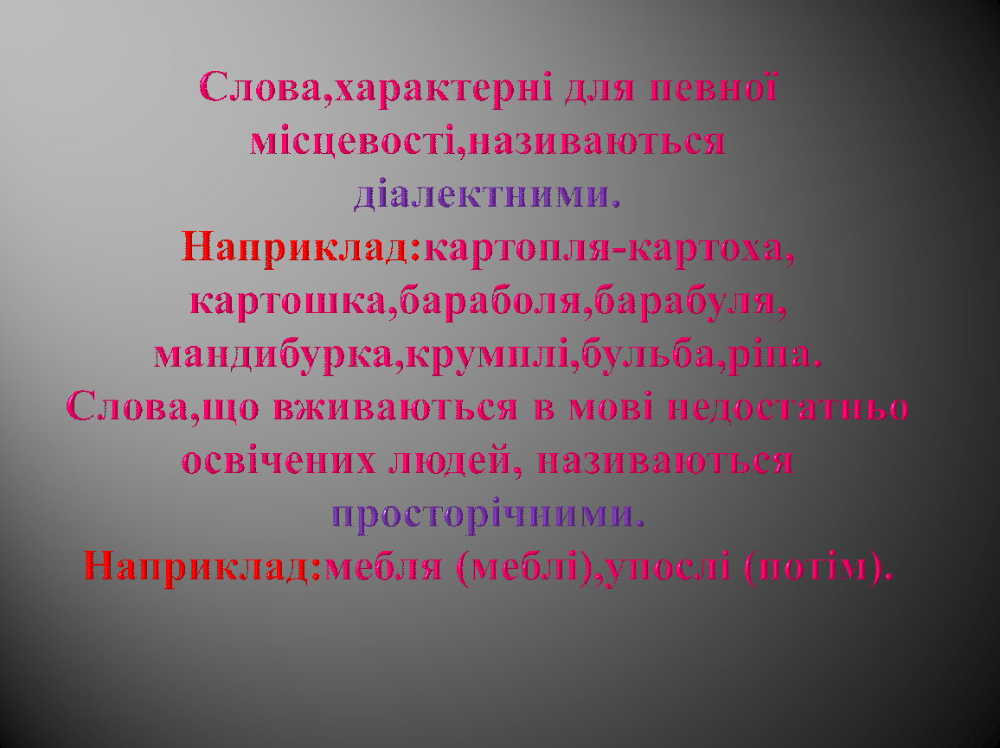 Слова,характерні для певної
місцевості,називаються
діалектними.
Наприклад:картопля-картоха,
картошка,бараболя,барабуля,
мандибурка,крумплі,бульба,ріпа.
Слова,що вживаються в мові недостатньо
освічених людей, називаються
просторічними.
Наприклад:мебля (меблі),упослі (потім).